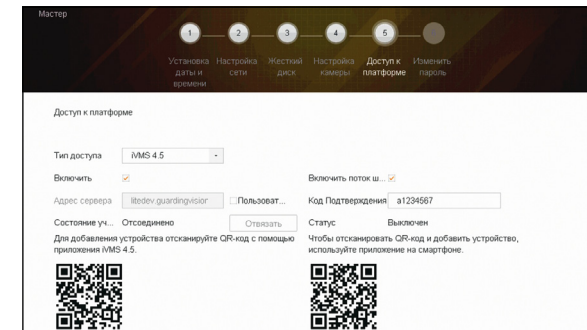 Мастер
1 2 3 4 5
Установка Настройка Жесткий Настройка Доступ к Изменить
даты и сети диск камеры платформе пароль
времени
Доступ к платформе
Тип доступа iVMS 4.5
Включить Включить поток ш...
Адрес сервера litedev.guardingvision Пользоват... Код Подтверждения a1234567
Состояние уч... Отсоединено Отвязать Статус Выключен
Для добавления устройства отсканируйте QR-код с помощью Чтобы отсканировать QR-код и добавить устройство,
приложения iVMS 4.5. используйте приложение на смартфоне.